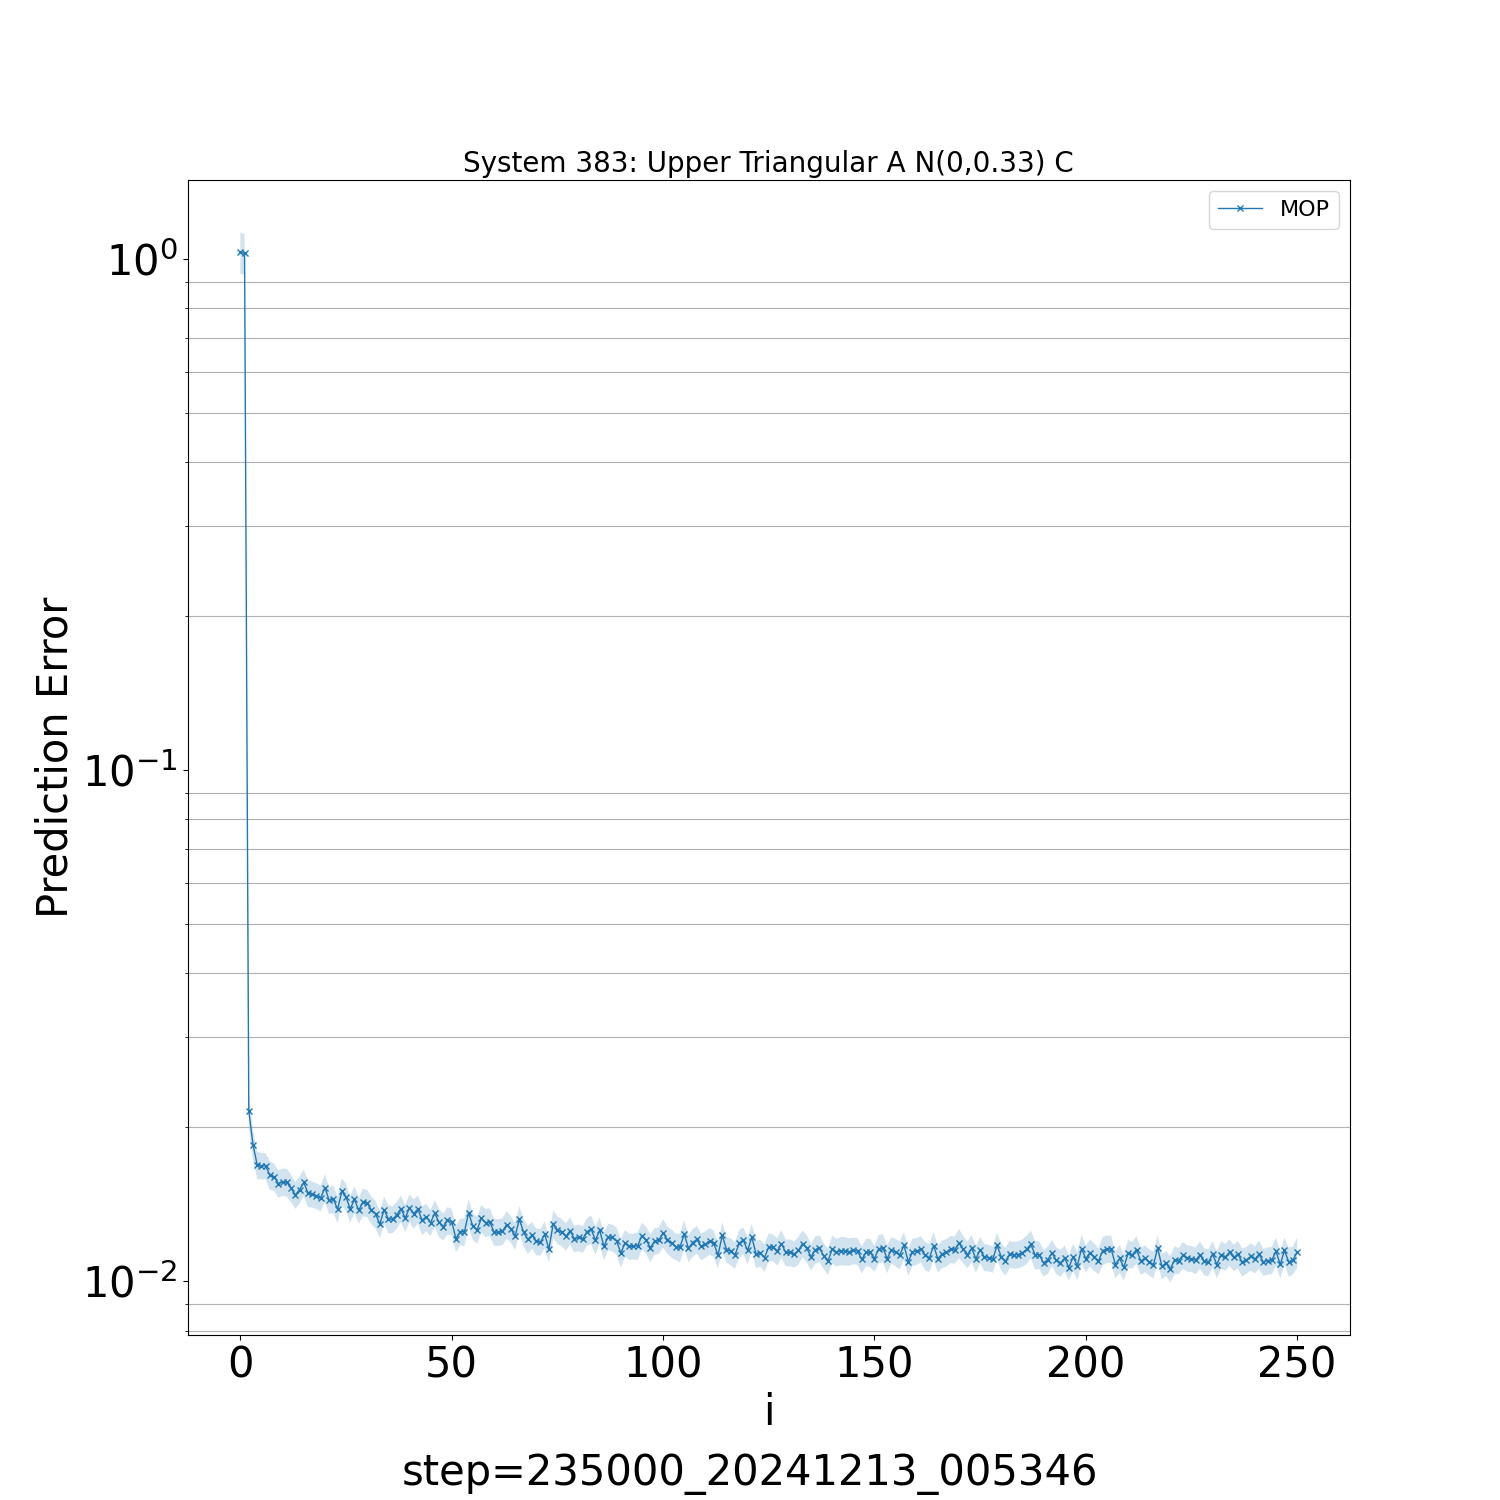 System 383: Upper Triangular A N(0,0.33) C
MOP
10⁰
10⁻¹
10⁻²
Prediction Error
0 50 100 150 200 250
i
step=235000_20241213_005346